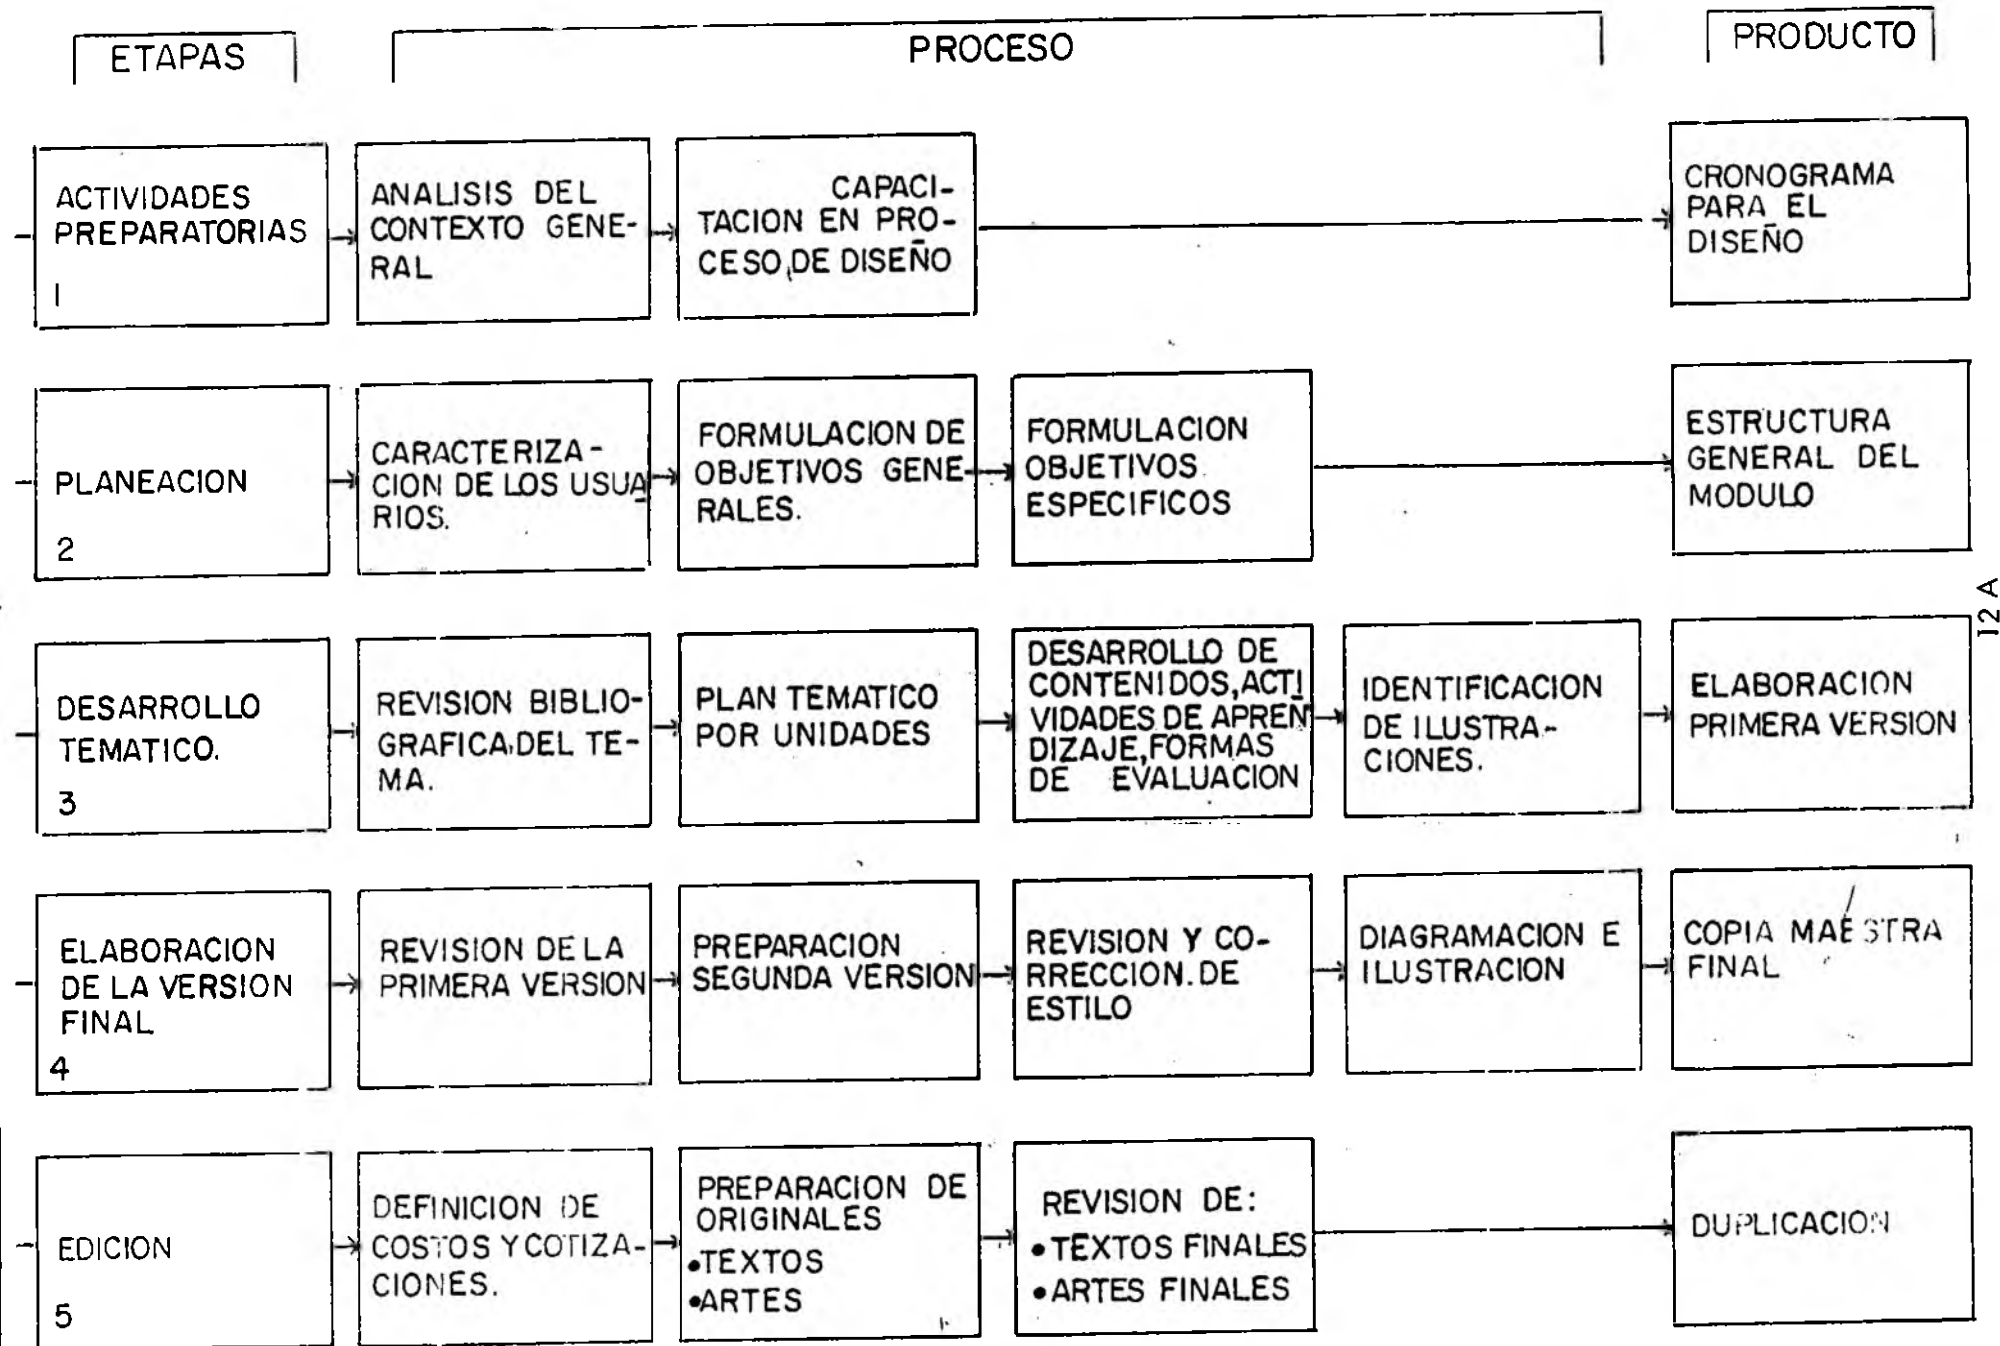 ETAPAS
PROCESO
PRODUCTO
ACTIVIDADES
PREPARATORIAS
1
ANALISIS DEL
CONTEXTO GENE-
RAL
CAPACI-
TACION EN PRO-
CESO DE DISEÑO
CRONOGRAMA
PARA EL
DISEÑO
PLANEACION
2
CARACTERIZA-
CION DE LOS USUA
RIOS.
FORMULACION DE
OBJETIVOS GENE-
RALES.
FORMULACION
OBJETIVOS
ESPECIFICOS
ESTRUCTURA
GENERAL DEL
MODULO
12 A
DESARROLLO
TEMATICO.
3
REVISION BIBLIO-
GRAFICA DEL TE-
MA.
PLAN TEMATICO
POR UNIDADES
DESARROLLO DE
CONTENIDOS, ACTI
VIDADES DE APREN
DIZAJE, FORMAS
DE EVALUACION
IDENTIFICACION
DE ILUSTRA-
CIONES.
ELABORACION
PRIMERA VERSION
ELABORACION
DE LA VERSION
FINAL
4
REVISION DE LA
PRIMERA VERSION
PREPARACION
SEGUNDA VERSION
REVISION Y CO-
RRECCION. DE
ESTILO
DIAGRAMACION E
ILUSTRACION
COPIA MAESTRA
FINAL
EDICION
5
DEFINICION DE
COSTOS Y COTIZA-
CIONES.
PREPARACION DE
ORIGINALES
•TEXTOS
•ARTES
REVISION DE:
•TEXTOS FINALES
•ARTES FINALES
DUPLICACION